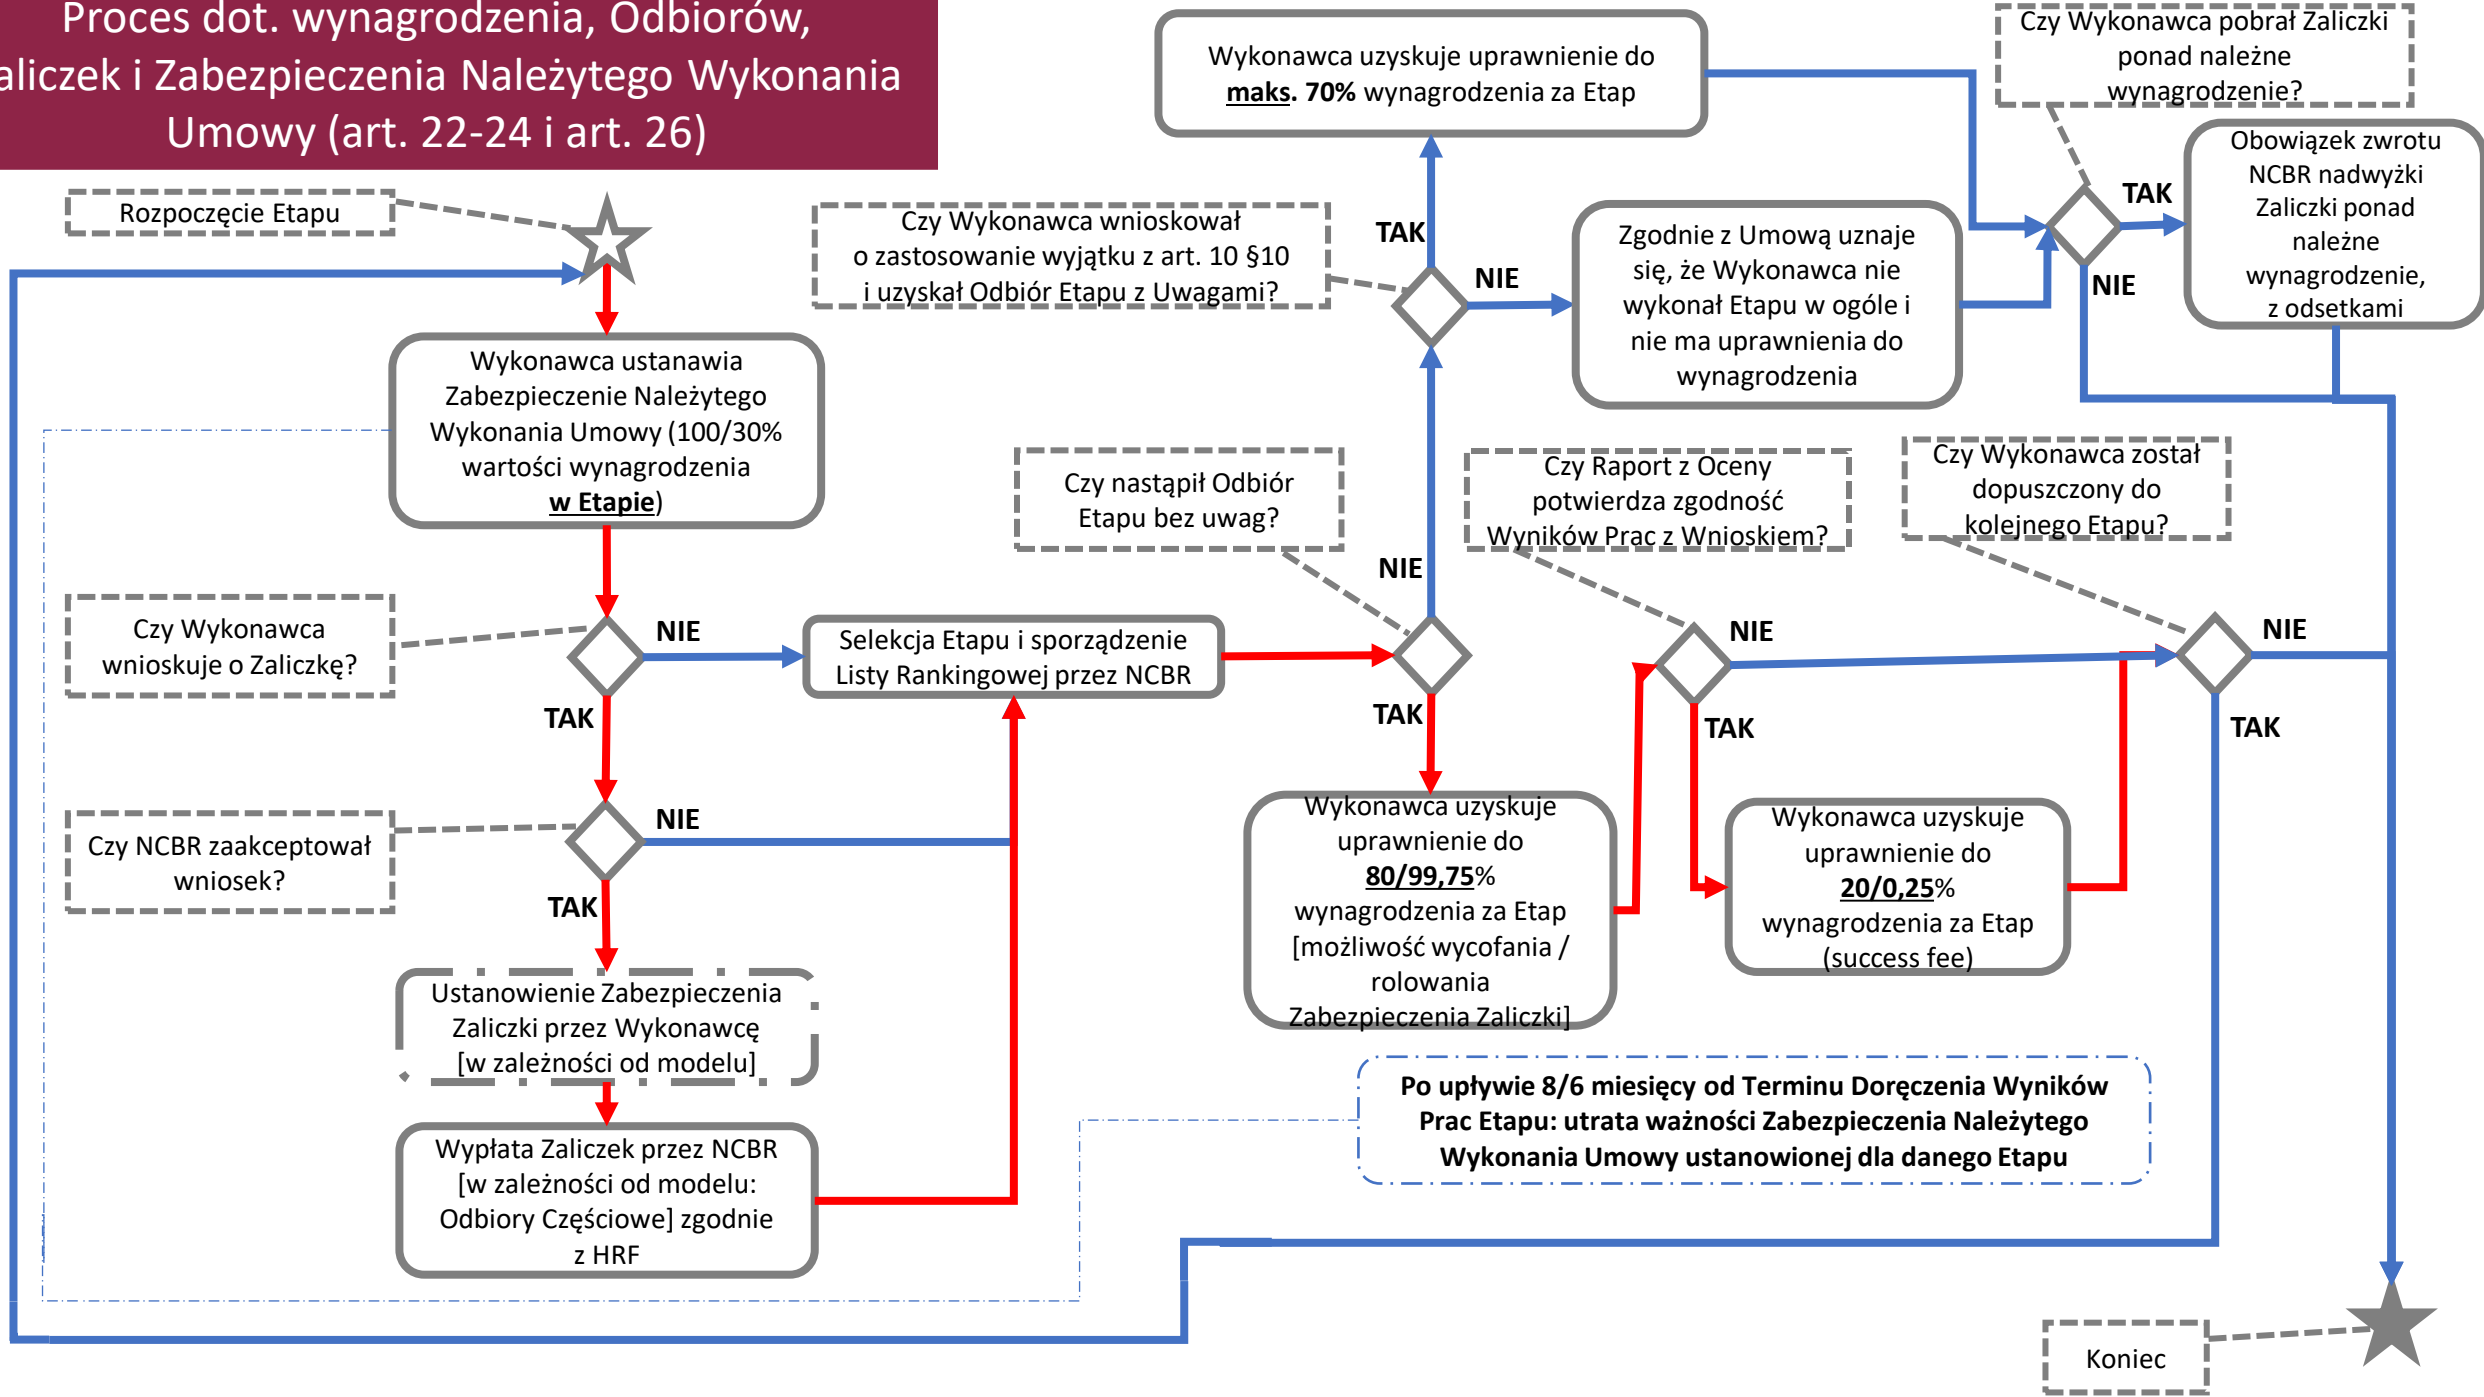 Proces dot. wynagrodzenia, Odbiorów,
aliczek i Zabezpieczenia Należytego Wykonania
Umowy (art. 22-24 i art. 26)
Rozpoczęcie Etapu
Wykonawca ustanawia
Zabezpieczenie Należytego
Wykonania Umowy (100/30%
wartości wynagrodzenia
w Etapie)
Czy Wykonawca
wnioskuje o Zaliczkę?
NIE
TAK
Czy NCBR zaakceptował
wniosek?
NIE
TAK
Ustanowienie Zabezpieczenia
Zaliczki przez Wykonawcę
[w zależności od modelu]
Wypłata Zaliczek przez NCBR
[w zależności od modelu:
Odbiory Częściowe] zgodnie
z HRF
Selekcja Etapu i sporządzenie
Listy Rankingowej przez NCBR
Czy nastąpił Odbiór
Etapu bez uwag?
NIE
TAK
Czy Wykonawca wnioskował
o zastosowanie wyjątku z art. 10 §10
i uzyskał Odbiór Etapu z Uwagami?
TAK
NIE
Wykonawca uzyskuje uprawnienie do
maks. 70% wynagrodzenia za Etap
Zgodnie z Umową uznaje
się, że Wykonawca nie
wykonał Etapu w ogóle i
nie ma uprawnienia do
wynagrodzenia
Czy Wykonawca pobrał Zaliczki
ponad należne
wynagrodzenie?
TAK
NIE
Obowiązek zwrotu
NCBR nadwyżki
Zaliczki ponad
należne
wynagrodzenie,
z odsetkami
Czy Raport z Oceny
potwierdza zgodność
Wyników Prac z Wnioskiem?
NIE
TAK
Czy Wykonawca został
dopuszczony do
kolejnego Etapu?
NIE
TAK
Wykonawca uzyskuje
uprawnienie do
80/99,75%
wynagrodzenia za Etap
[możliwość wycofania /
rolowania
Zabezpieczenia Zaliczki]
Wykonawca uzyskuje
uprawnienie do
20/0,25%
wynagrodzenia za Etap
(success fee)
Po upływie 8/6 miesięcy od Terminu Doręczenia Wyników
Prac Etapu: utrata ważności Zabezpieczenia Należytego
Wykonania Umowy ustanowionej dla danego Etapu
Koniec